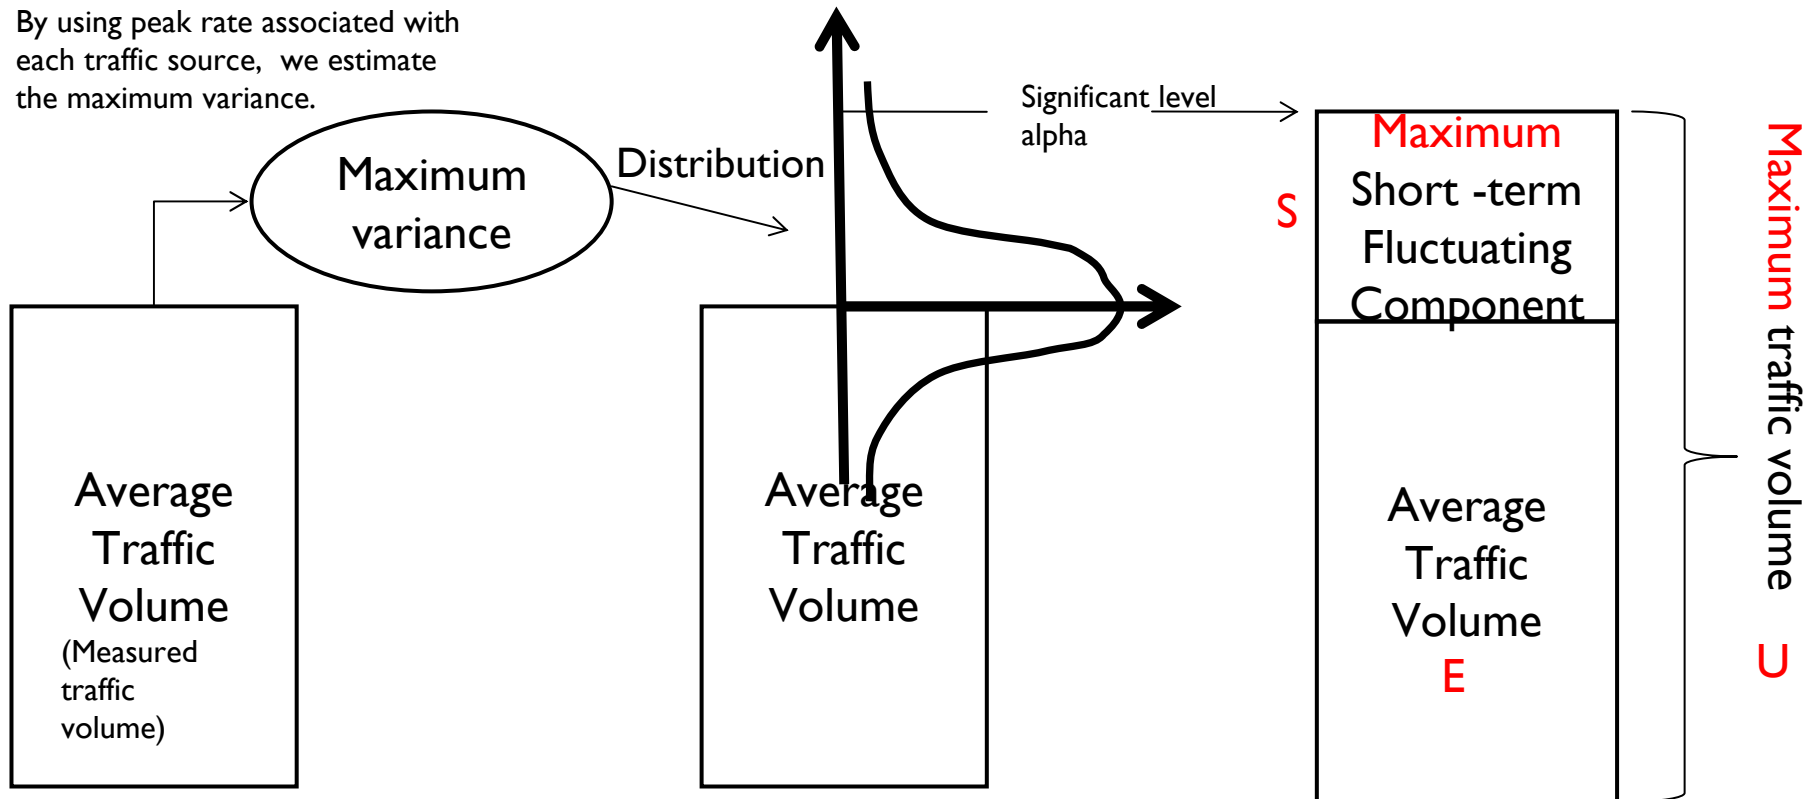 By using peak rate associated with
each traffic source,  we estimate
the maximum variance.
Maximum
variance
Distribution
Significant level
alpha
Maximum
Short -term
Fluctuating
Component
S
Average
Traffic
Volume
(Measured
traffic
volume)
Average
Traffic
Volume
Average
Traffic
Volume
E
Maximum traffic volume U